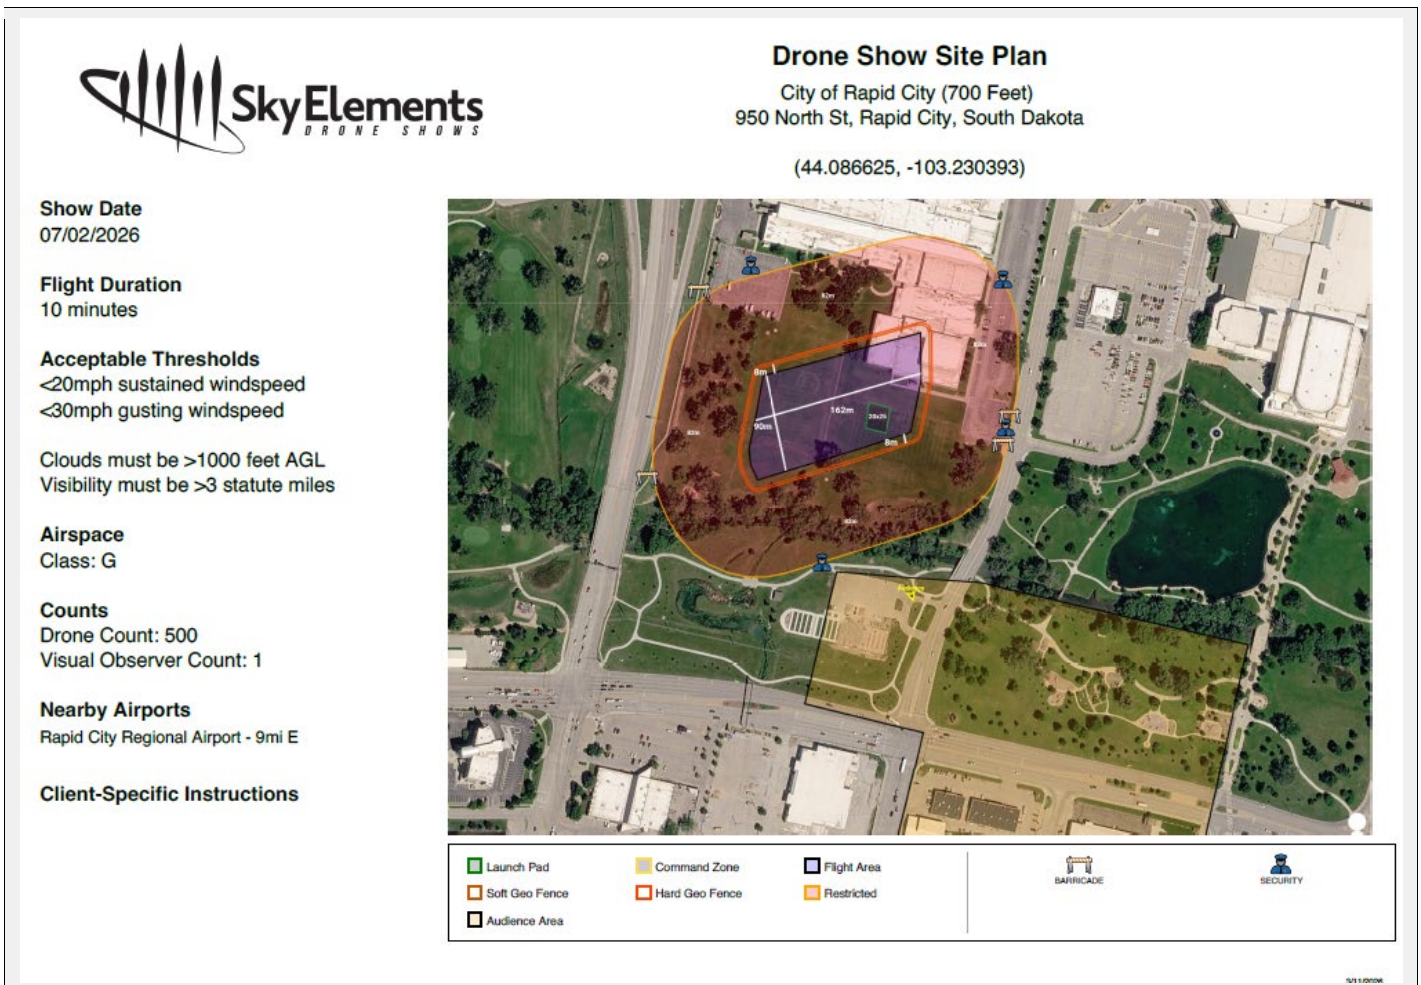 SkyElements
DRONE SHOWS
Drone Show Site Plan
City of Rapid City (700 Feet)
950 North St, Rapid City, South Dakota
(44.086625, -103.230393)
Show Date
07/02/2026
Flight Duration
10 minutes
Acceptable Thresholds
<20mph sustained windspeed
<30mph gusting windspeed
Clouds must be >1000 feet AGL
Visibility must be >3 statute miles
Airspace
Class: G
Counts
Drone Count: 500
Visual Observer Count: 1
Nearby Airports
Rapid City Regional Airport - 9mi E
Client-Specific Instructions
82m
8m
162m
90m
8m
82m
82m
Launch Pad
Command Zone
Flight Area
Soft Geo Fence
Hard Geo Fence
Restricted
Audience Area
BARRICADE
SECURITY